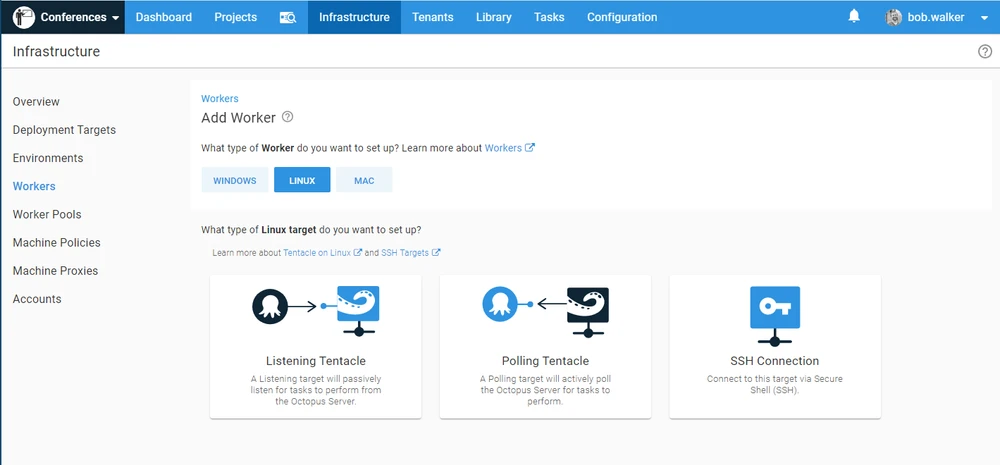 Conferences Dashboard Projects Infrastructure Tenants Library Tasks Configuration bob.walker
Infrastructure
Overview
Deployment Targets
Environments
Workers
Worker Pools
Machine Policies
Machine Proxies
Accounts
Workers
Add Worker
What type of Worker do you want to set up? Learn more about Workers
WINDOWS LINUX MAC
What type of Linux target do you want to set up?
Learn more about Tentacle on Linux and SSH Targets
Listening Tentacle
A Listening target will passively
listen for tasks to perform from
the Octopus Server.
Polling Tentacle
A Polling target will actively poll
the Octopus Server for tasks to
perform.
SSH Connection
Connect to this target via Secure
Shell (SSH).